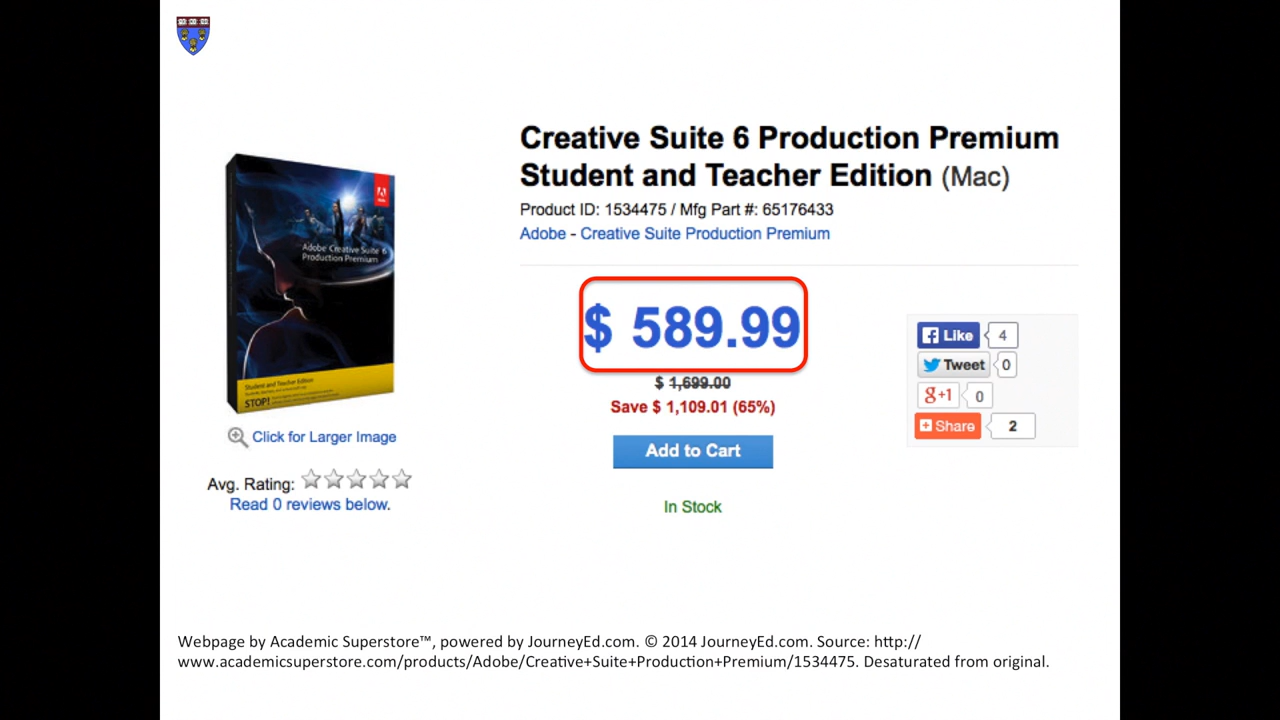 Creative Suite 6 Production Premium
Student and Teacher Edition (Mac)
Product ID: 1534475 / Mfg Part #: 65176433
Adobe - Creative Suite Production Premium
Adobe Creative Suite 6
Production Premium
Student and Teacher Edition
STOP!
Click for Larger Image
Avg. Rating:
Read 0 reviews below.
$ 589.99
$ 1,699.00
Save $ 1,109.01 (65%)
Add to Cart
In Stock
Like 4
Tweet 0
g+1 0
Share 2
Webpage by Academic Superstore™, powered by JourneyEd.com. © 2014 JourneyEd.com. Source: http://
www.academicsuperstore.com/products/Adobe/Creative+Suite+Production+Premium/1534475. Desaturated from original.